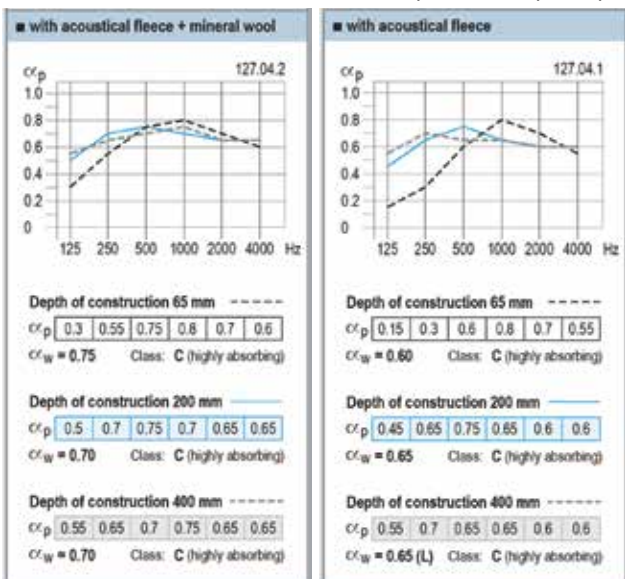 ■ with acoustical fleece + mineral wool
αp 127.04.2
1.0
0.8
0.6
0.4
0.2
0
125 250 500 1000 2000 4000 Hz
Depth of construction 65 mm
αp 0.3 0.55 0.75 0.8 0.7 0.6
αw = 0.75 Class: C (highly absorbing)
Depth of construction 200 mm
αp 0.5 0.7 0.75 0.7 0.65 0.65
αw = 0.70 Class: C (highly absorbing)
Depth of construction 400 mm
αp 0.55 0.65 0.7 0.75 0.65 0.65
αw = 0.70 Class: C (highly absorbing)
■ with acoustical fleece
αp 127.04.1
1.0
0.8
0.6
0.4
0.2
0
125 250 500 1000 2000 4000 Hz
Depth of construction 65 mm
αp 0.15 0.3 0.6 0.8 0.7 0.55
αw = 0.60 Class: C (highly absorbing)
Depth of construction 200 mm
αp 0.45 0.65 0.75 0.65 0.6 0.6
αw = 0.65 Class: C (highly absorbing)
Depth of construction 400 mm
αp 0.55 0.7 0.65 0.65 0.6 0.6
αw = 0.65 (L) Class: C (highly absorbing)